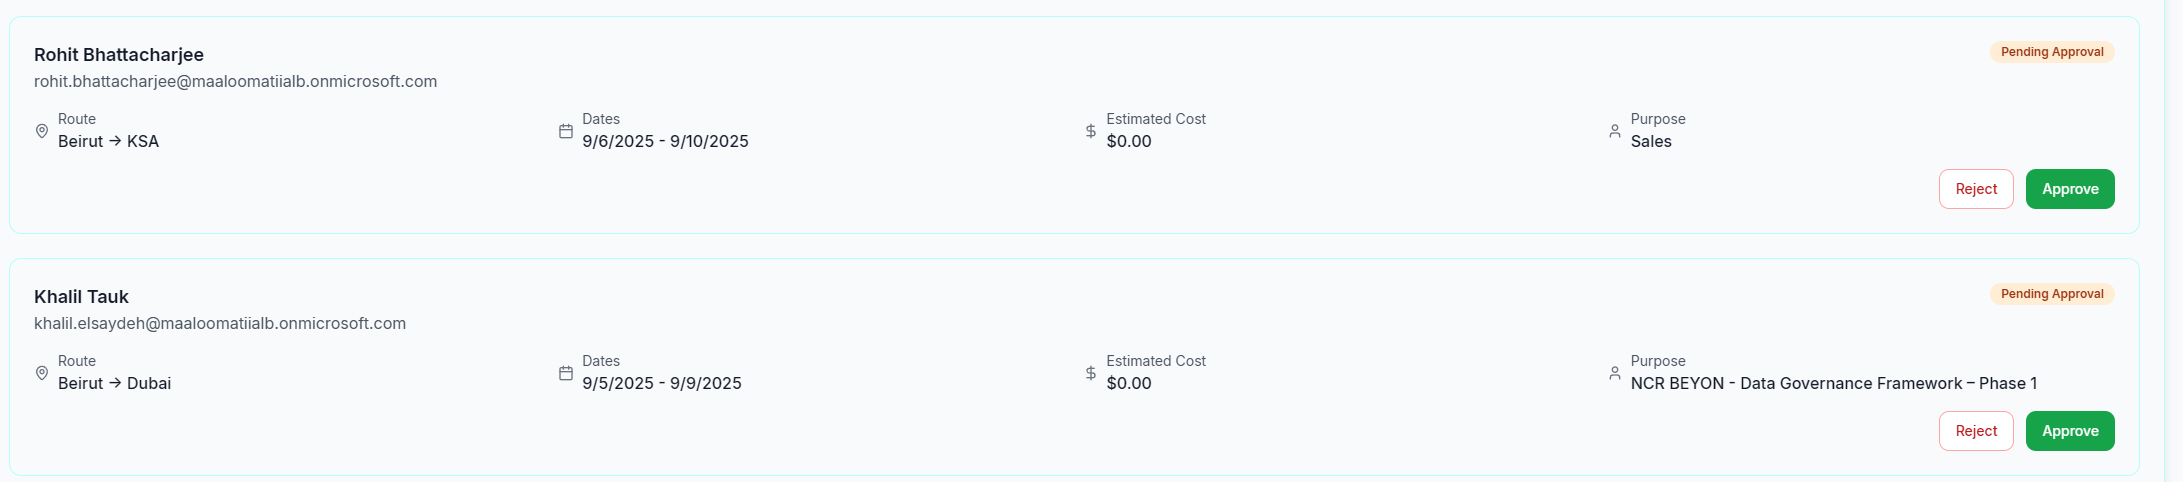 Rohit Bhattacharjee
Pending Approval
rohit.bhattacharjee@maaloomatiialb.onmicrosoft.com
Route
Beirut → KSA
Dates
9/6/2025 - 9/10/2025
Estimated Cost
$0.00
Purpose
Sales
Reject
Approve
Khalil Tauk
Pending Approval
khalil.elsaydeh@maaloomatiialb.onmicrosoft.com
Route
Beirut → Dubai
Dates
9/5/2025 - 9/9/2025
Estimated Cost
$0.00
Purpose
NCR BEYON - Data Governance Framework – Phase 1
Reject
Approve